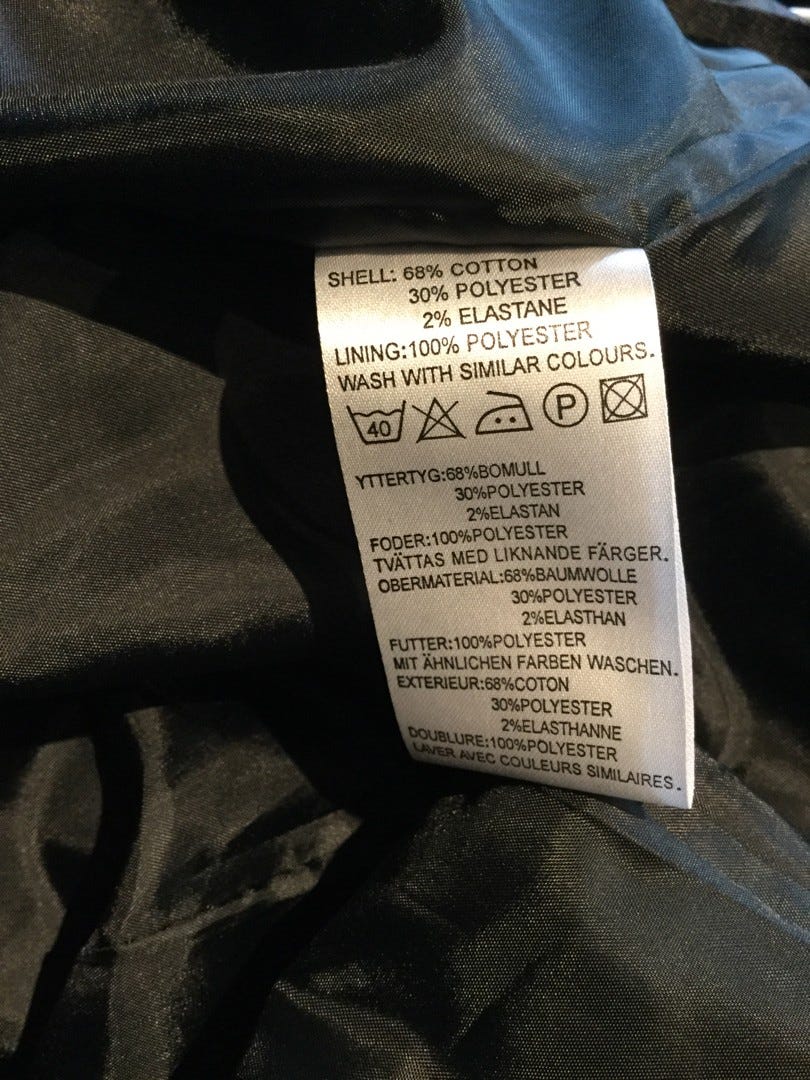 SHELL: 68% COTTON
30% POLYESTER
2% ELASTANE
LINING:100% POLYESTER
WASH WITH SIMILAR COLOURS.
40 P
YTTERTYG:68%BOMULL
30%POLYESTER
2%ELASTAN
FODER:100%POLYESTER
TVÄTTAS MED LIKNANDE FÄRGER.
OBERMATERIAL:68%BAUMWOLLE
30%POLYESTER
2%ELASTHAN
FUTTER:100%POLYESTER
MIT ÄHNLICHEN FARBEN WASCHEN.
EXTERIEUR:68%COTON
30%POLYESTER
2%ELASTHANNE
DOUBLURE:100%POLYESTER
LAVER AVEC COULEURS SIMILAIRES.